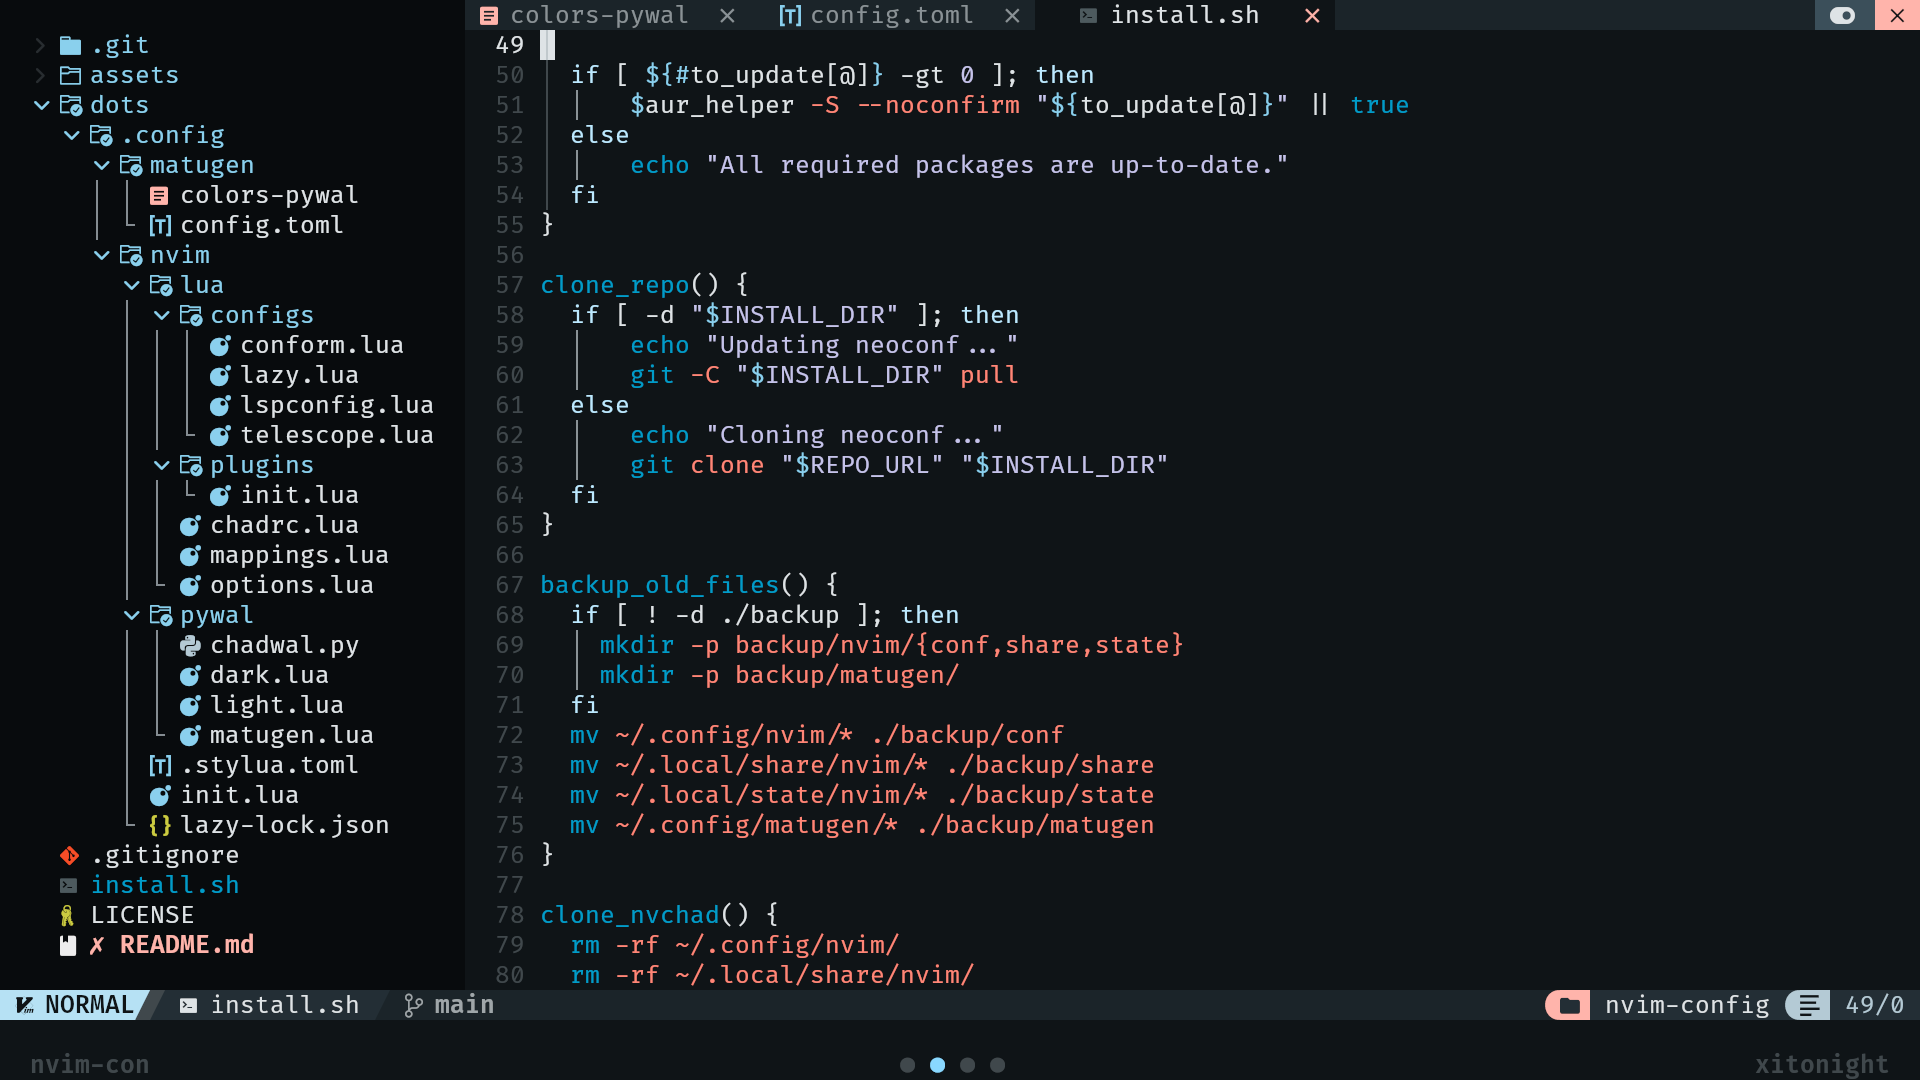 colors-pywal
config.toml
install.sh
.git
assets
dots
.config
matugen
colors-pywal
config.toml
nvim
lua
configs
conform.lua
lazy.lua
lspconfig.lua
telescope.lua
plugins
init.lua
chadrc.lua
mappings.lua
options.lua
pywal
chadwal.py
dark.lua
light.lua
matugen.lua
.stylua.toml
init.lua
lazy-lock.json
.gitignore
install.sh
LICENSE
✗ README.md
49
50 if [ ${#to_update[@]} -gt 0 ]; then
51 $aur_helper -S --noconfirm "${to_update[@]}" || true
52 else
53 echo "All required packages are up-to-date."
54 fi
55 }
56
57 clone_repo() {
58 if [ -d "$INSTALL_DIR" ]; then
59 echo "Updating neoconf..."
60 git -C "$INSTALL_DIR" pull
61 else
62 echo "Cloning neoconf..."
63 git clone "$REPO_URL" "$INSTALL_DIR"
64 fi
65 }
66
67 backup_old_files() {
68 if [ ! -d ./backup ]; then
69 mkdir -p backup/nvim/{conf,share,state}
70 mkdir -p backup/matugen/
71 fi
72 mv ~/.config/nvim/* ./backup/conf
73 mv ~/.local/share/nvim/* ./backup/share
74 mv ~/.local/state/nvim/* ./backup/state
75 mv ~/.config/matugen/* ./backup/matugen
76 }
77
78 clone_nvchad() {
79 rm -rf ~/.config/nvim/
80 rm -rf ~/.local/share/nvim/
NORMAL install.sh main nvim-config 49/0
nvim-con xitonight